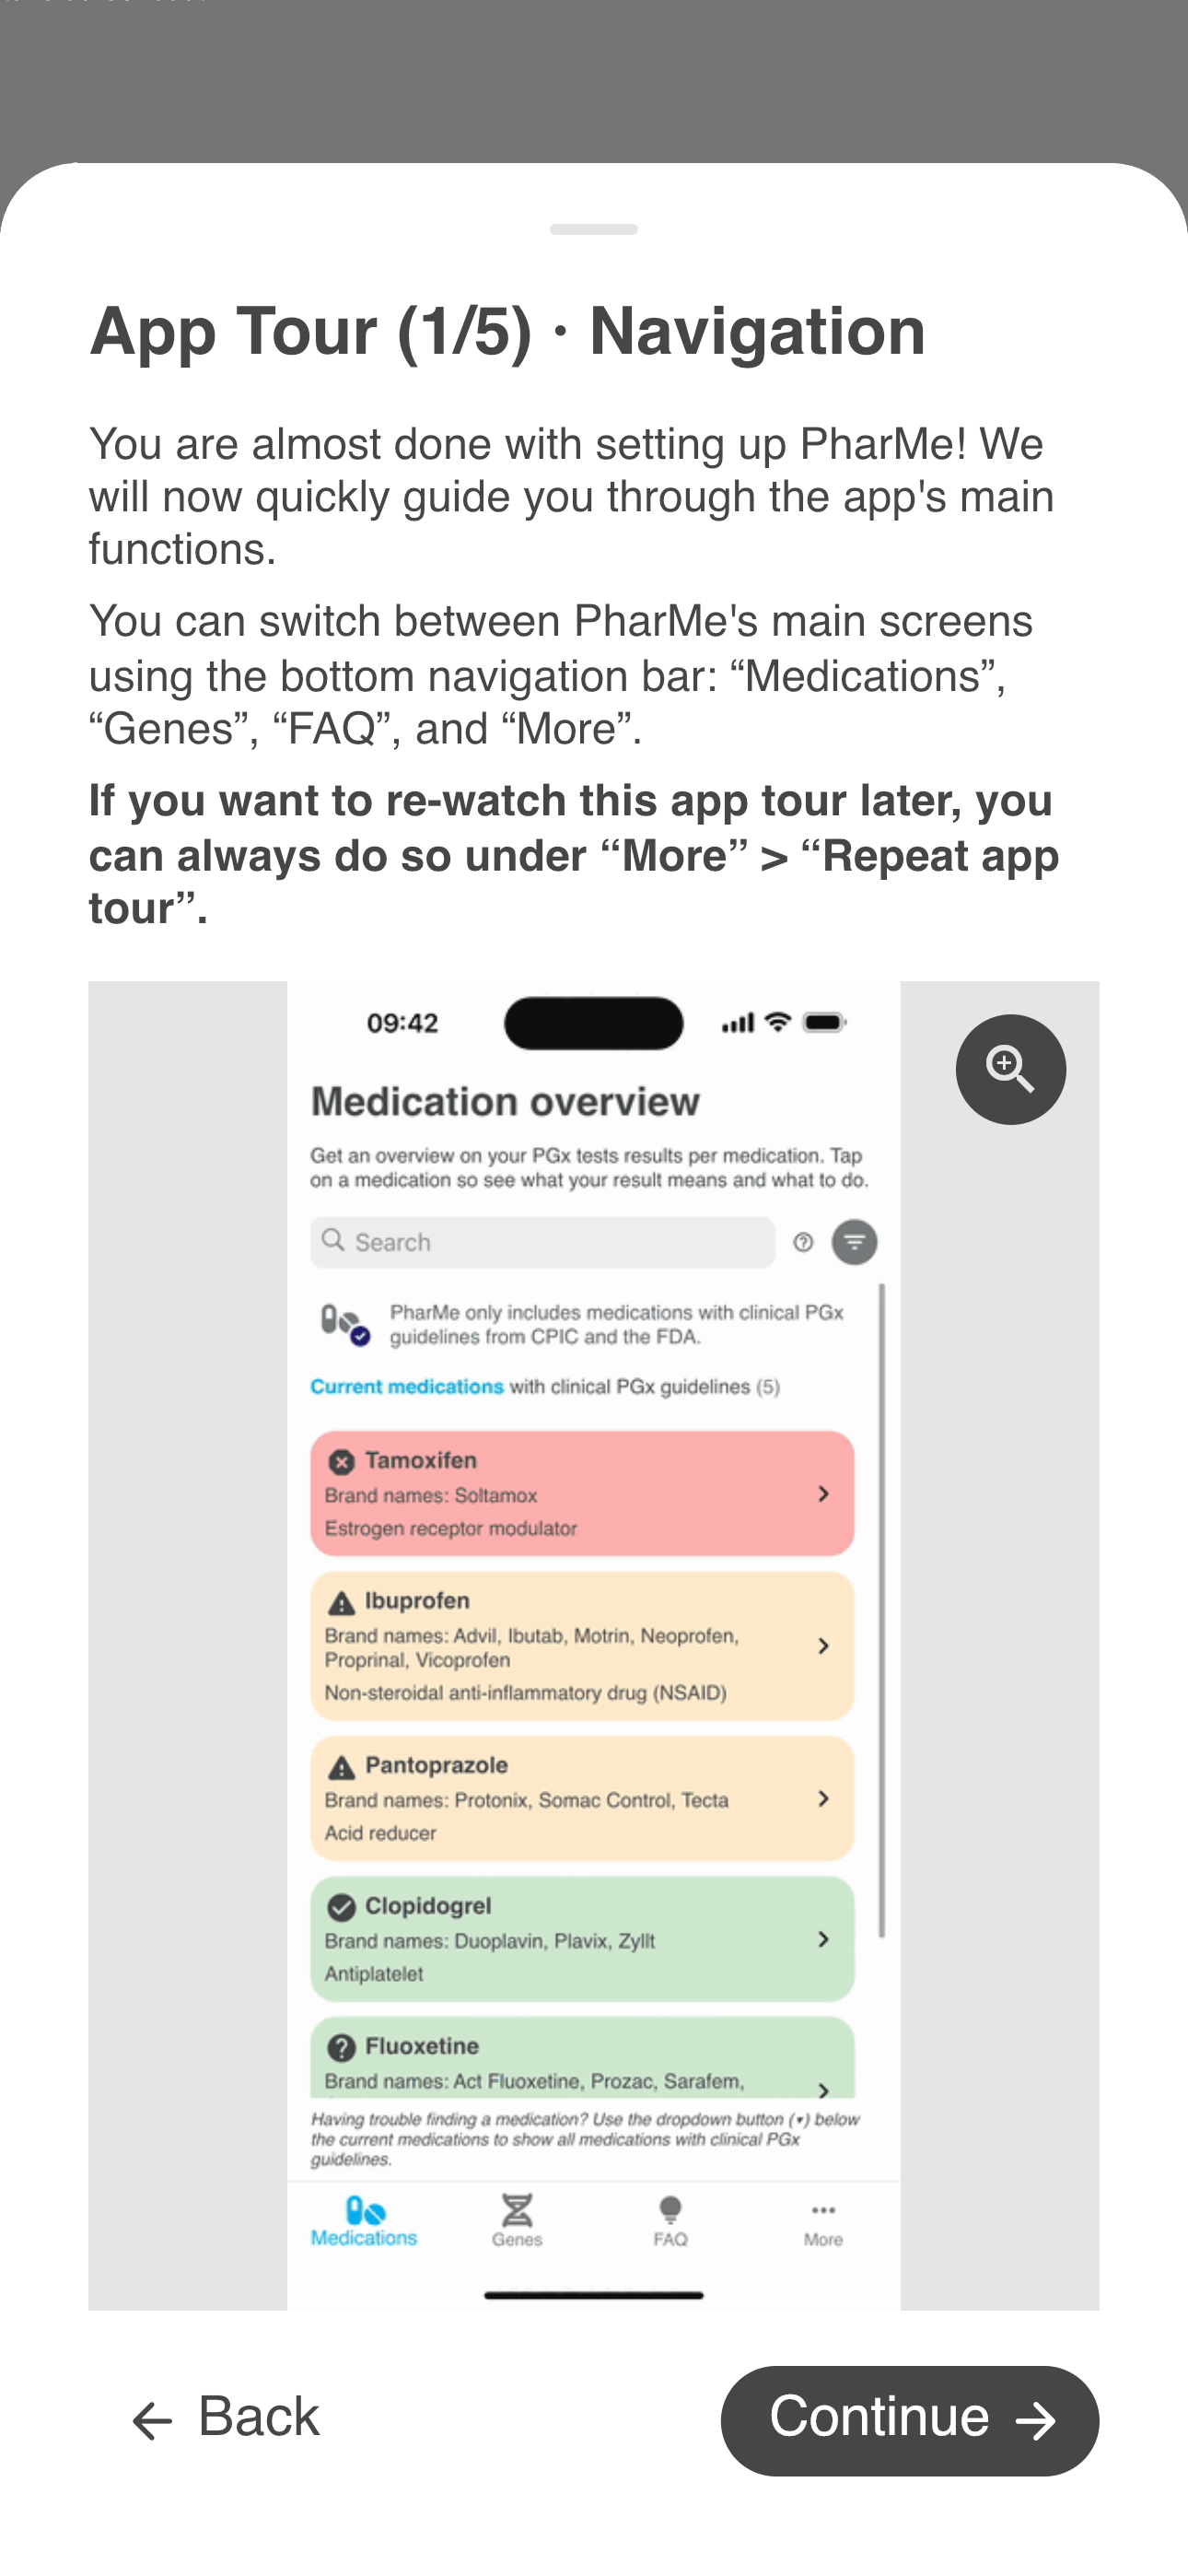 App Tour (1/5) · Navigation
You are almost done with setting up PharMe! We
will now quickly guide you through the app's main
functions.
You can switch between PharMe's main screens
using the bottom navigation bar: “Medications”,
“Genes”, “FAQ”, and “More”.
If you want to re-watch this app tour later, you
can always do so under “More” > “Repeat app
tour”.
09:42
Medication overview
Get an overview on your PGx tests results per medication. Tap
on a medication so see what your result means and what to do.
Search
PharMe only includes medications with clinical PGx
guidelines from CPIC and the FDA.
Current medications with clinical PGx guidelines (5)
Tamoxifen
Brand names: Soltamox
Estrogen receptor modulator
Ibuprofen
Brand names: Advil, Ibutab, Motrin, Neoprofen,
Proprinal, Vicoprofen
Non-steroidal anti-inflammatory drug (NSAID)
Pantoprazole
Brand names: Protonix, Somac Control, Tecta
Acid reducer
Clopidogrel
Brand names: Duoplavin, Plavix, Zyllt
Antiplatelet
Fluoxetine
Brand names: Act Fluoxetine, Prozac, Sarafem,
Having trouble finding a medication? Use the dropdown button (▾) below
the current medications to show all medications with clinical PGx
guidelines.
Medications
Genes
FAQ
More
← Back
Continue →